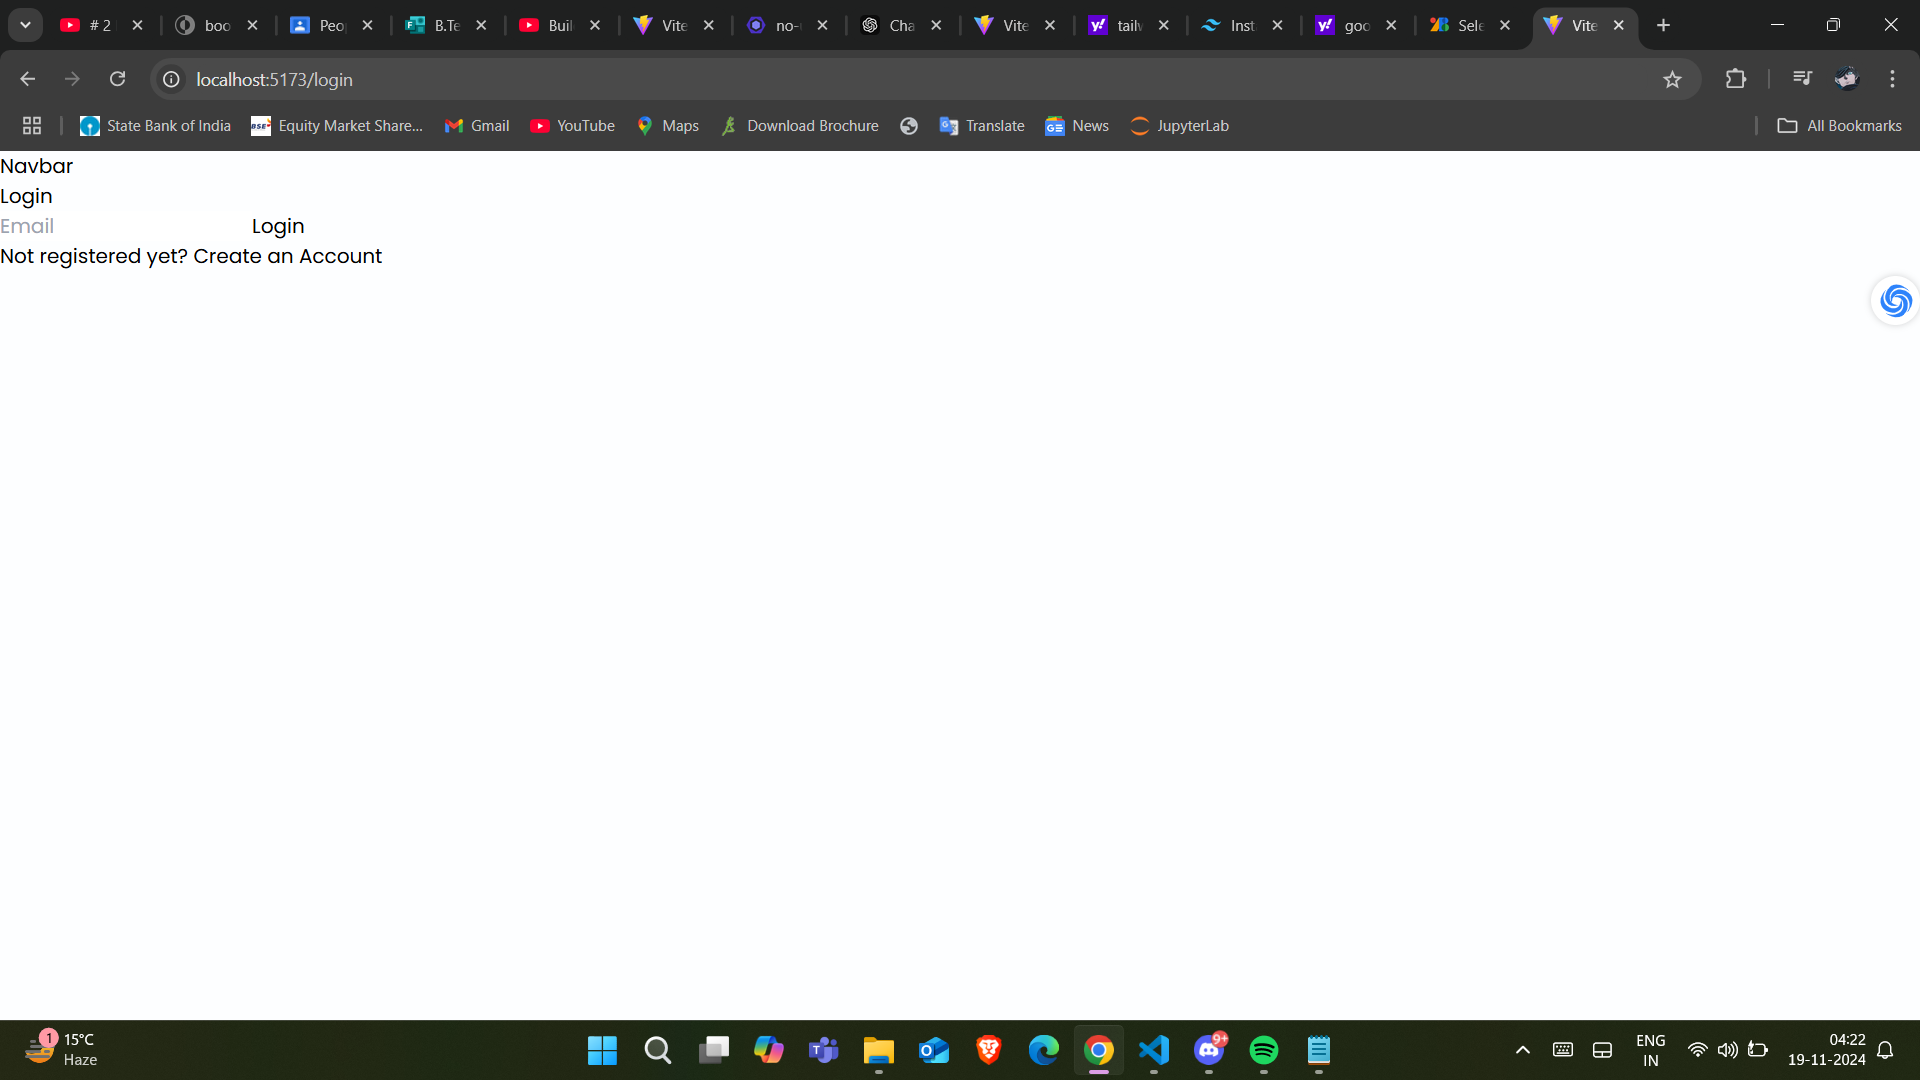 # 2
boo
Peo
B.Te
Buil
Vite
no-
Cha
Vite
tailw
Inst
goo
Sele
Vite
localhost:5173/login
State Bank of India
BSE
Equity Market Share...
Gmail
YouTube
Maps
Download Brochure
Translate
News
JupyterLab
All Bookmarks
Navbar
Login
Email Login
Not registered yet? Create an Account
1
15°C
Haze
9+
ENG
IN
04:22
19-11-2024